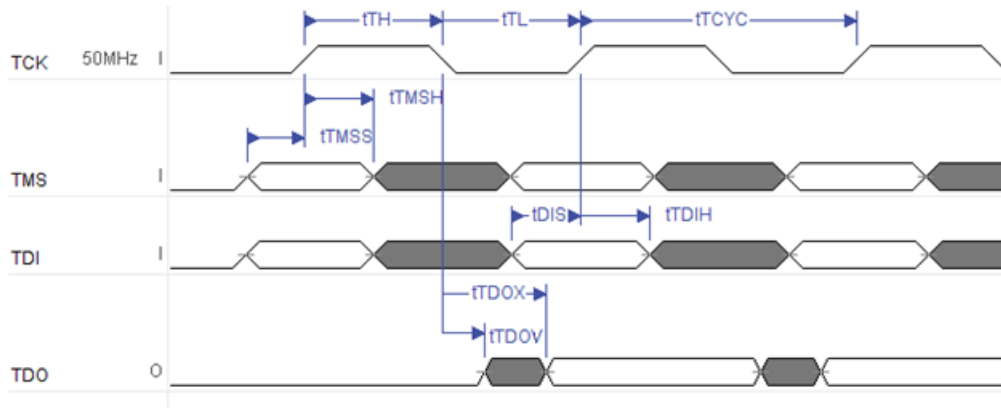 tTH tTL tTCYC
TCK 50MHz I
tTMSH
tTMSS
TMS I
tDIS tTDIH
TDI I
tTDOX
tTDOV
TDO O